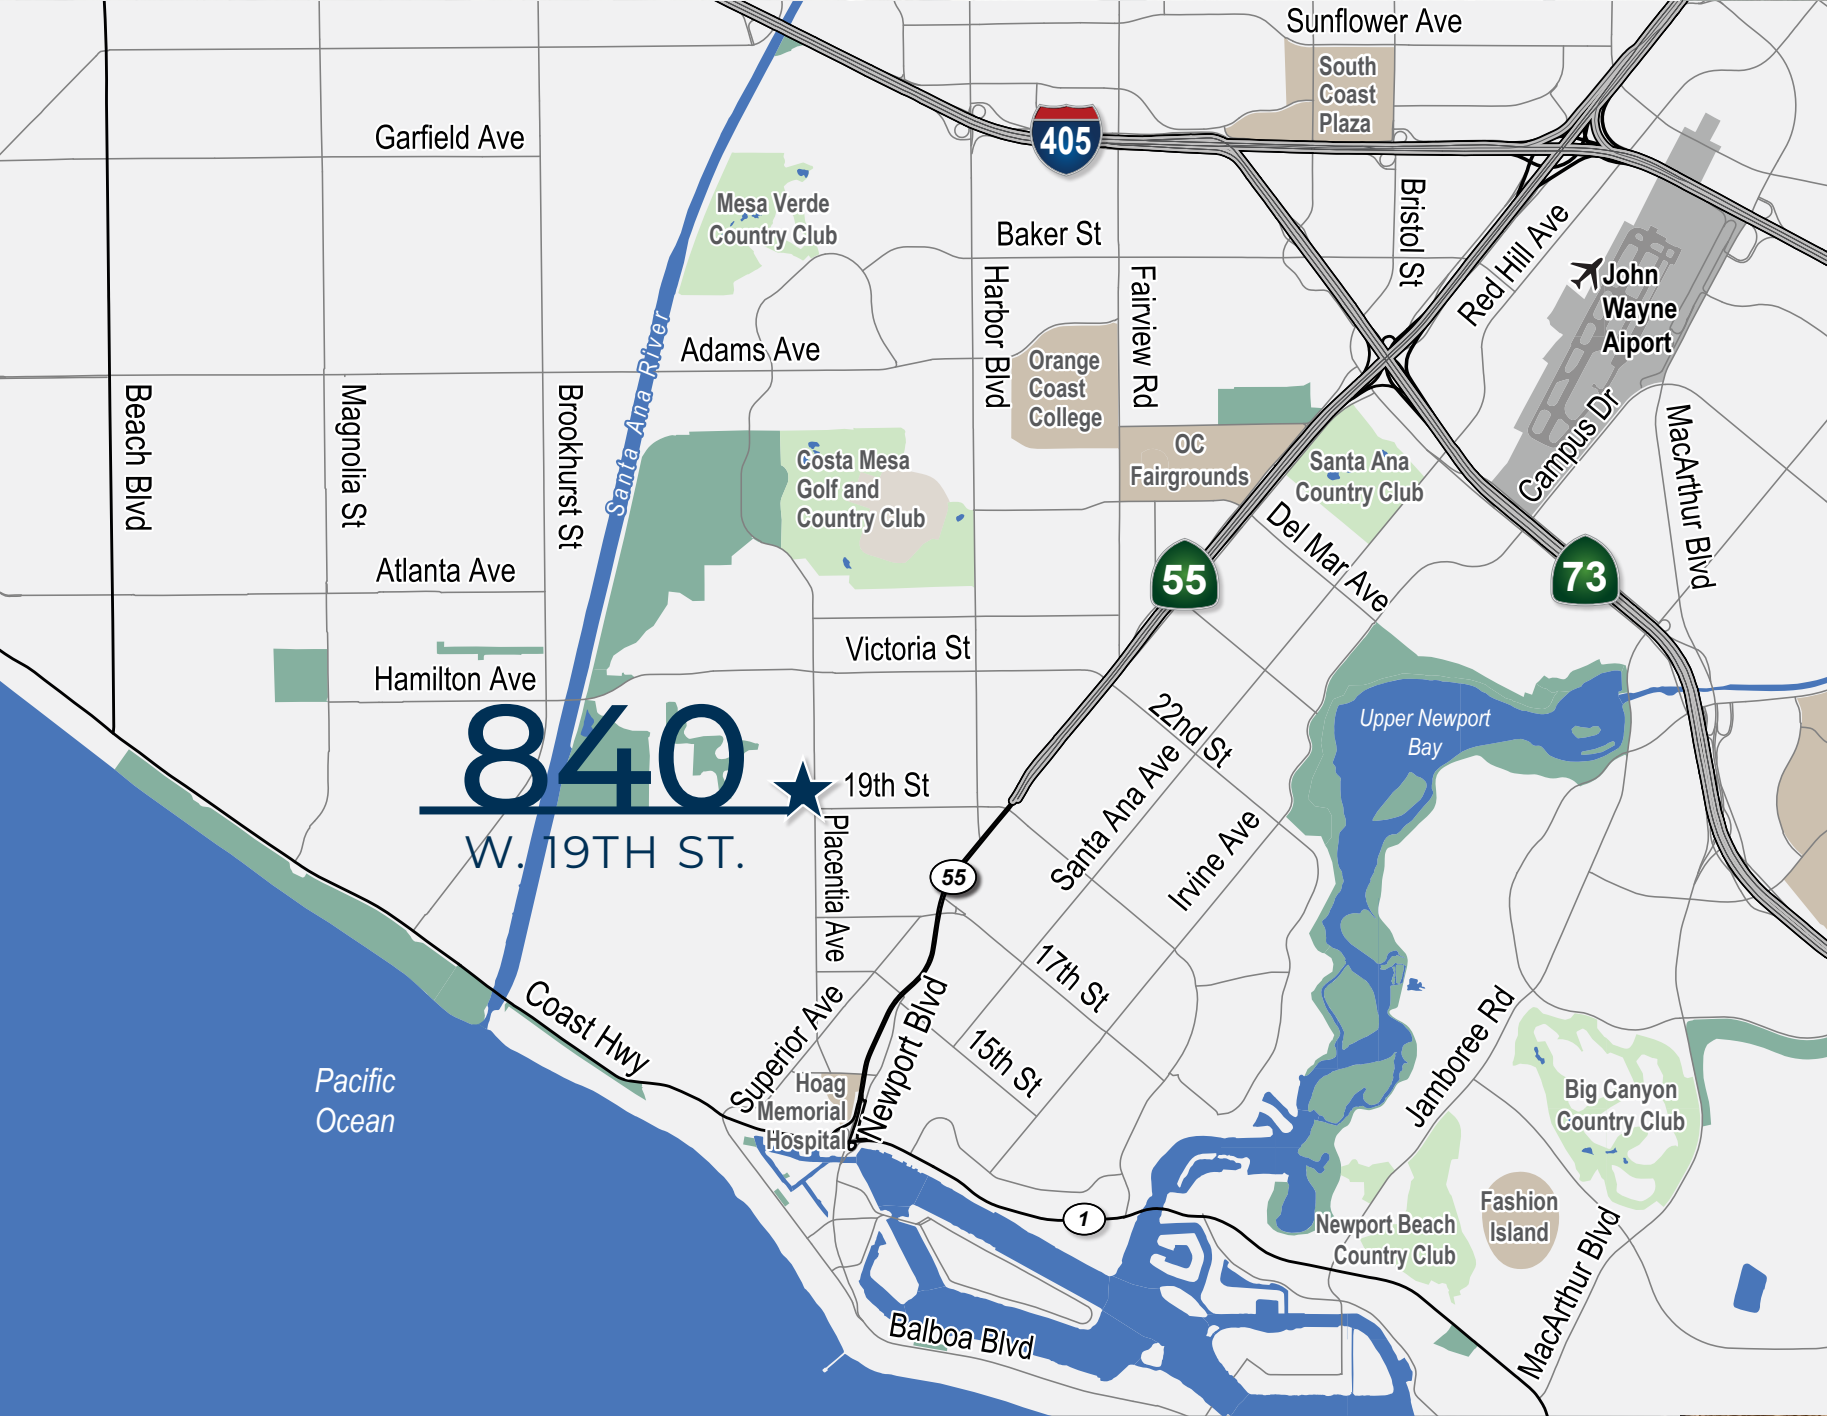 Sunflower Ave
South
Coast
Plaza
405
Garfield Ave
Mesa Verde
Country Club
Baker St
Bristol St
Red Hill Ave
John
Wayne
Aiport
Harbor Blvd
Fairview Rd
Santa Ana River
Adams Ave
Orange
Coast
College
Beach Blvd
Magnolia St
Brookhurst St
Campus Dr
MacArthur Blvd
OC
Fairgrounds
Costa Mesa
Golf and
Country Club
Santa Ana
Country Club
Del Mar Ave
55
73
Atlanta Ave
Victoria St
Hamilton Ave
22nd St
Upper Newport
Bay
840
19th St
W. 19TH ST.
Placentia Ave
Santa Ana Ave
Irvine Ave
55
17th St
Coast Hwy
Superior Ave
Newport Blvd
15th St
Jamboree Rd
Pacific
Ocean
Hoag
Memorial
Hospital
Big Canyon
Country Club
1
Newport Beach
Country Club
Fashion
Island
MacArthur Blvd
Balboa Blvd